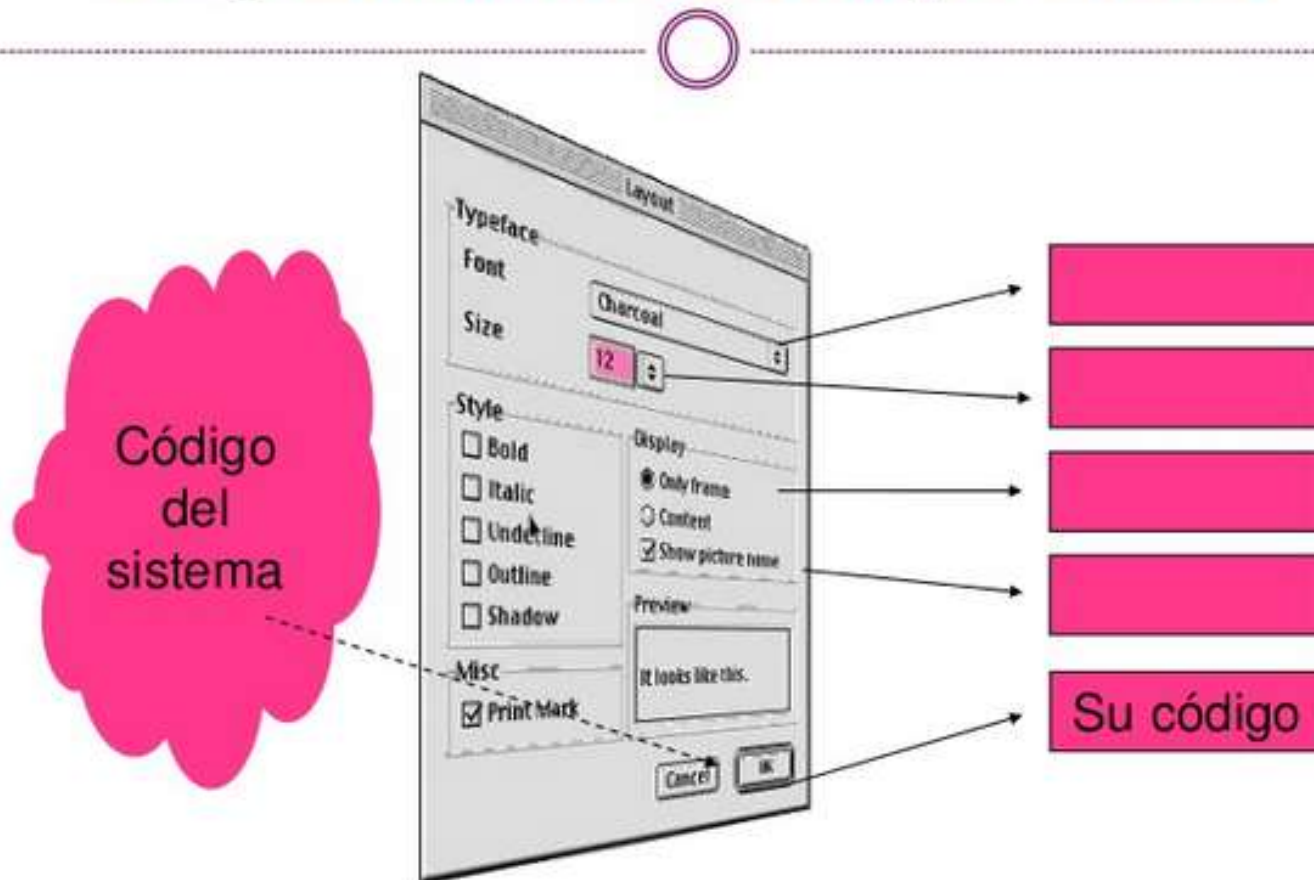 Código
del
sistema
Layout
Typeface
Font
Charcoal
Size
12
Style
Bold
Italic
Underline
Outline
Shadow
Display
Only frame
Content
Show picture name
Preview
It looks like this.
Misc
Print Mark
Cancel
OK
Su código